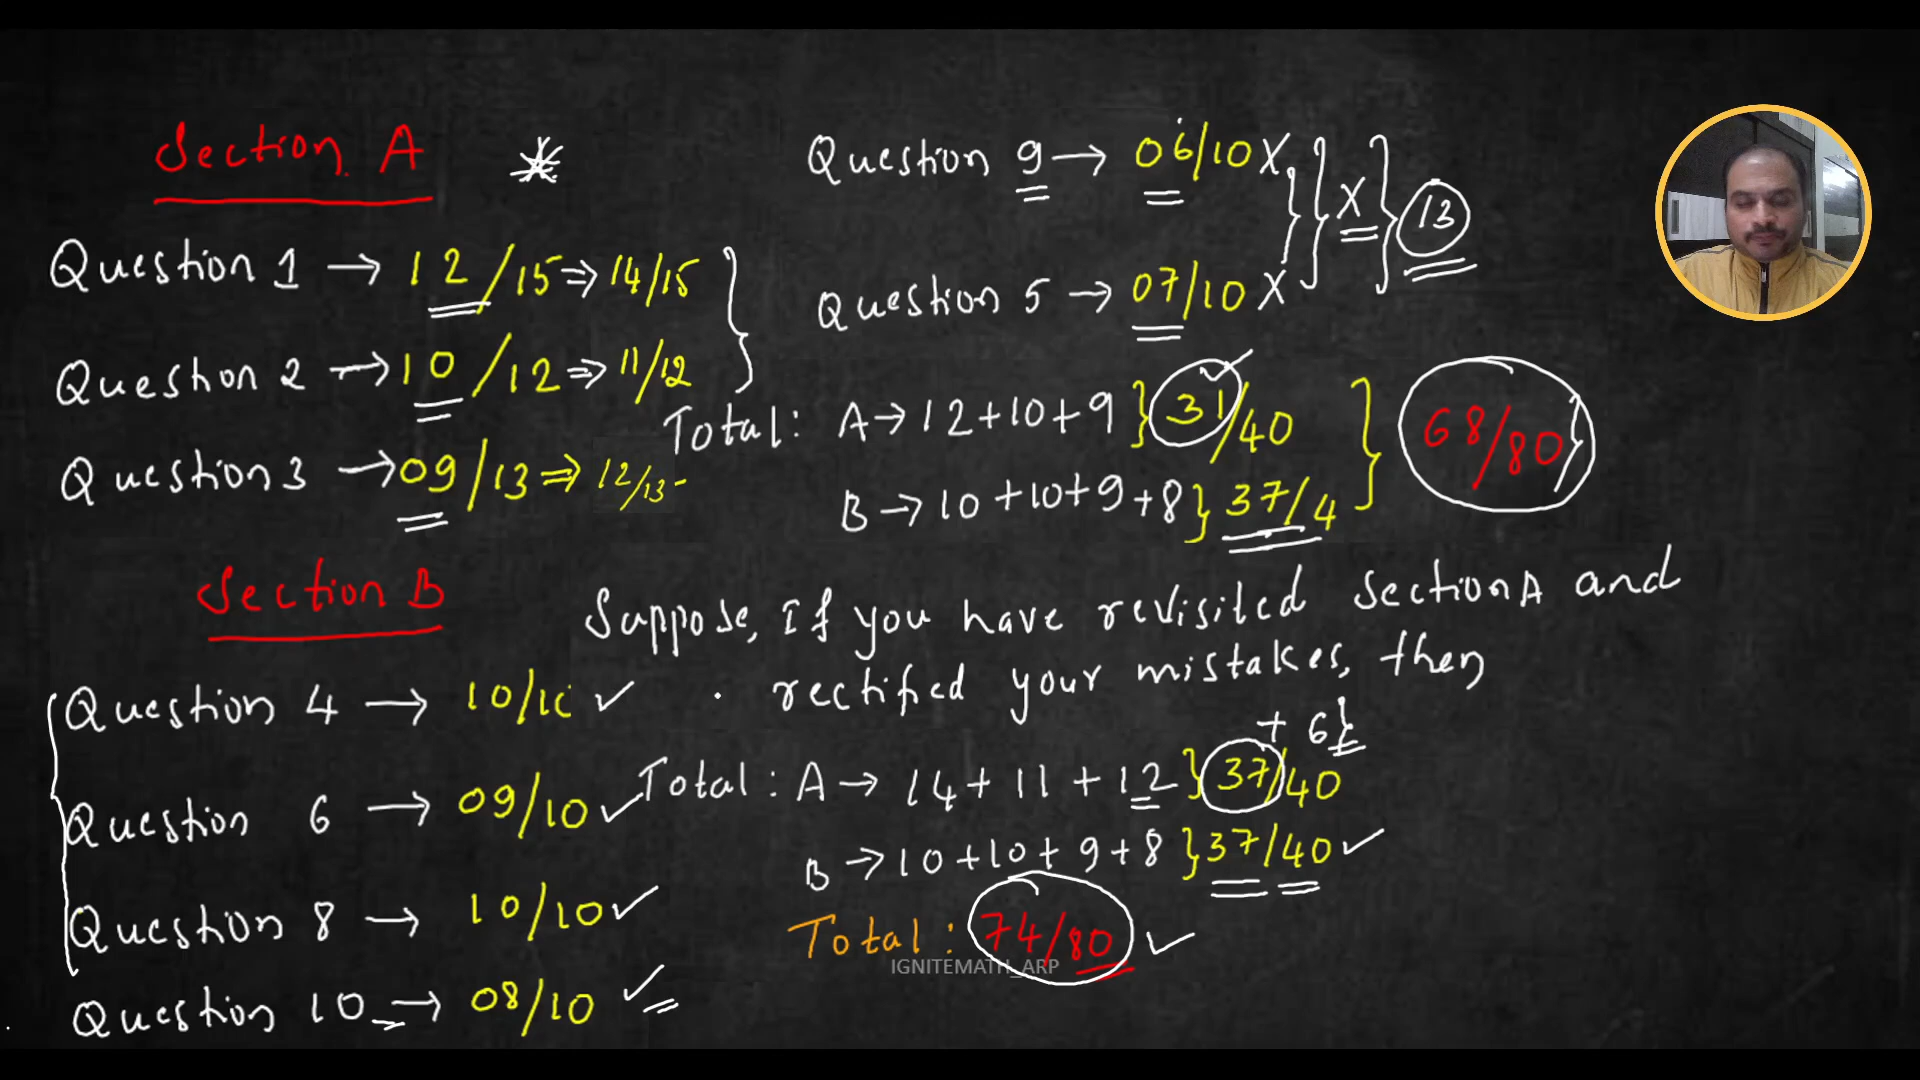 Section A
Question 1 → 12/15 ⇒ 14/15
Question 2 → 10/12 ⇒ 11/12
Question 3 → 09/13 ⇒ 12/13
Section B
Question 4 → 10/10 ✓
Question 6 → 09/10 ✓
Question 8 → 10/10 ✓
Question 10 → 08/10 ✓
Question 9 → 06/10 X
Question 5 → 07/10 X
X
13
Total: A → 12+10+9} 31/40
B → 10+10+9+8} 37/4
68/80
Suppose, If you have revisited Section A and
rectified your mistakes, then
+ 6}
Total: A → 14+11+12} 37/40
B → 10+10+9+8} 37/40 ✓
Total: 74/80 ✓
IGNITEMATH_ARP